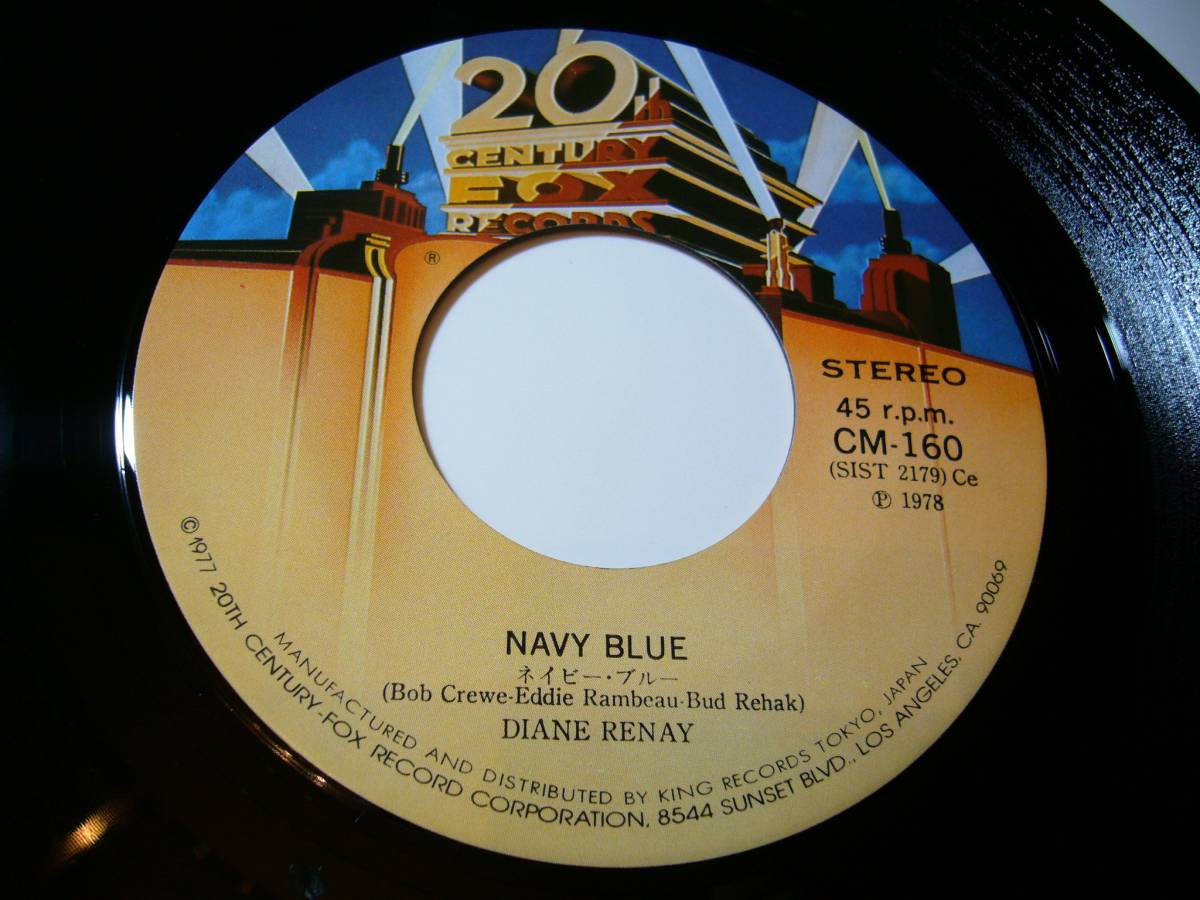 20th
CENTURY
FOX
RECORDS
®
STEREO
45 r.p.m.
CM-160
(SIST 2179) Ce
Ⓟ 1978
NAVY BLUE
ネイビー・ブルー
(Bob Crewe-Eddie Rambeau-Bud Rehak)
DIANE RENAY
MANUFACTURED AND DISTRIBUTED BY KING RECORDS TOKYO, JAPAN
© 1977 20TH CENTURY-FOX RECORD CORPORATION, 8544 SUNSET BLVD., LOS ANGELES, CA. 90069